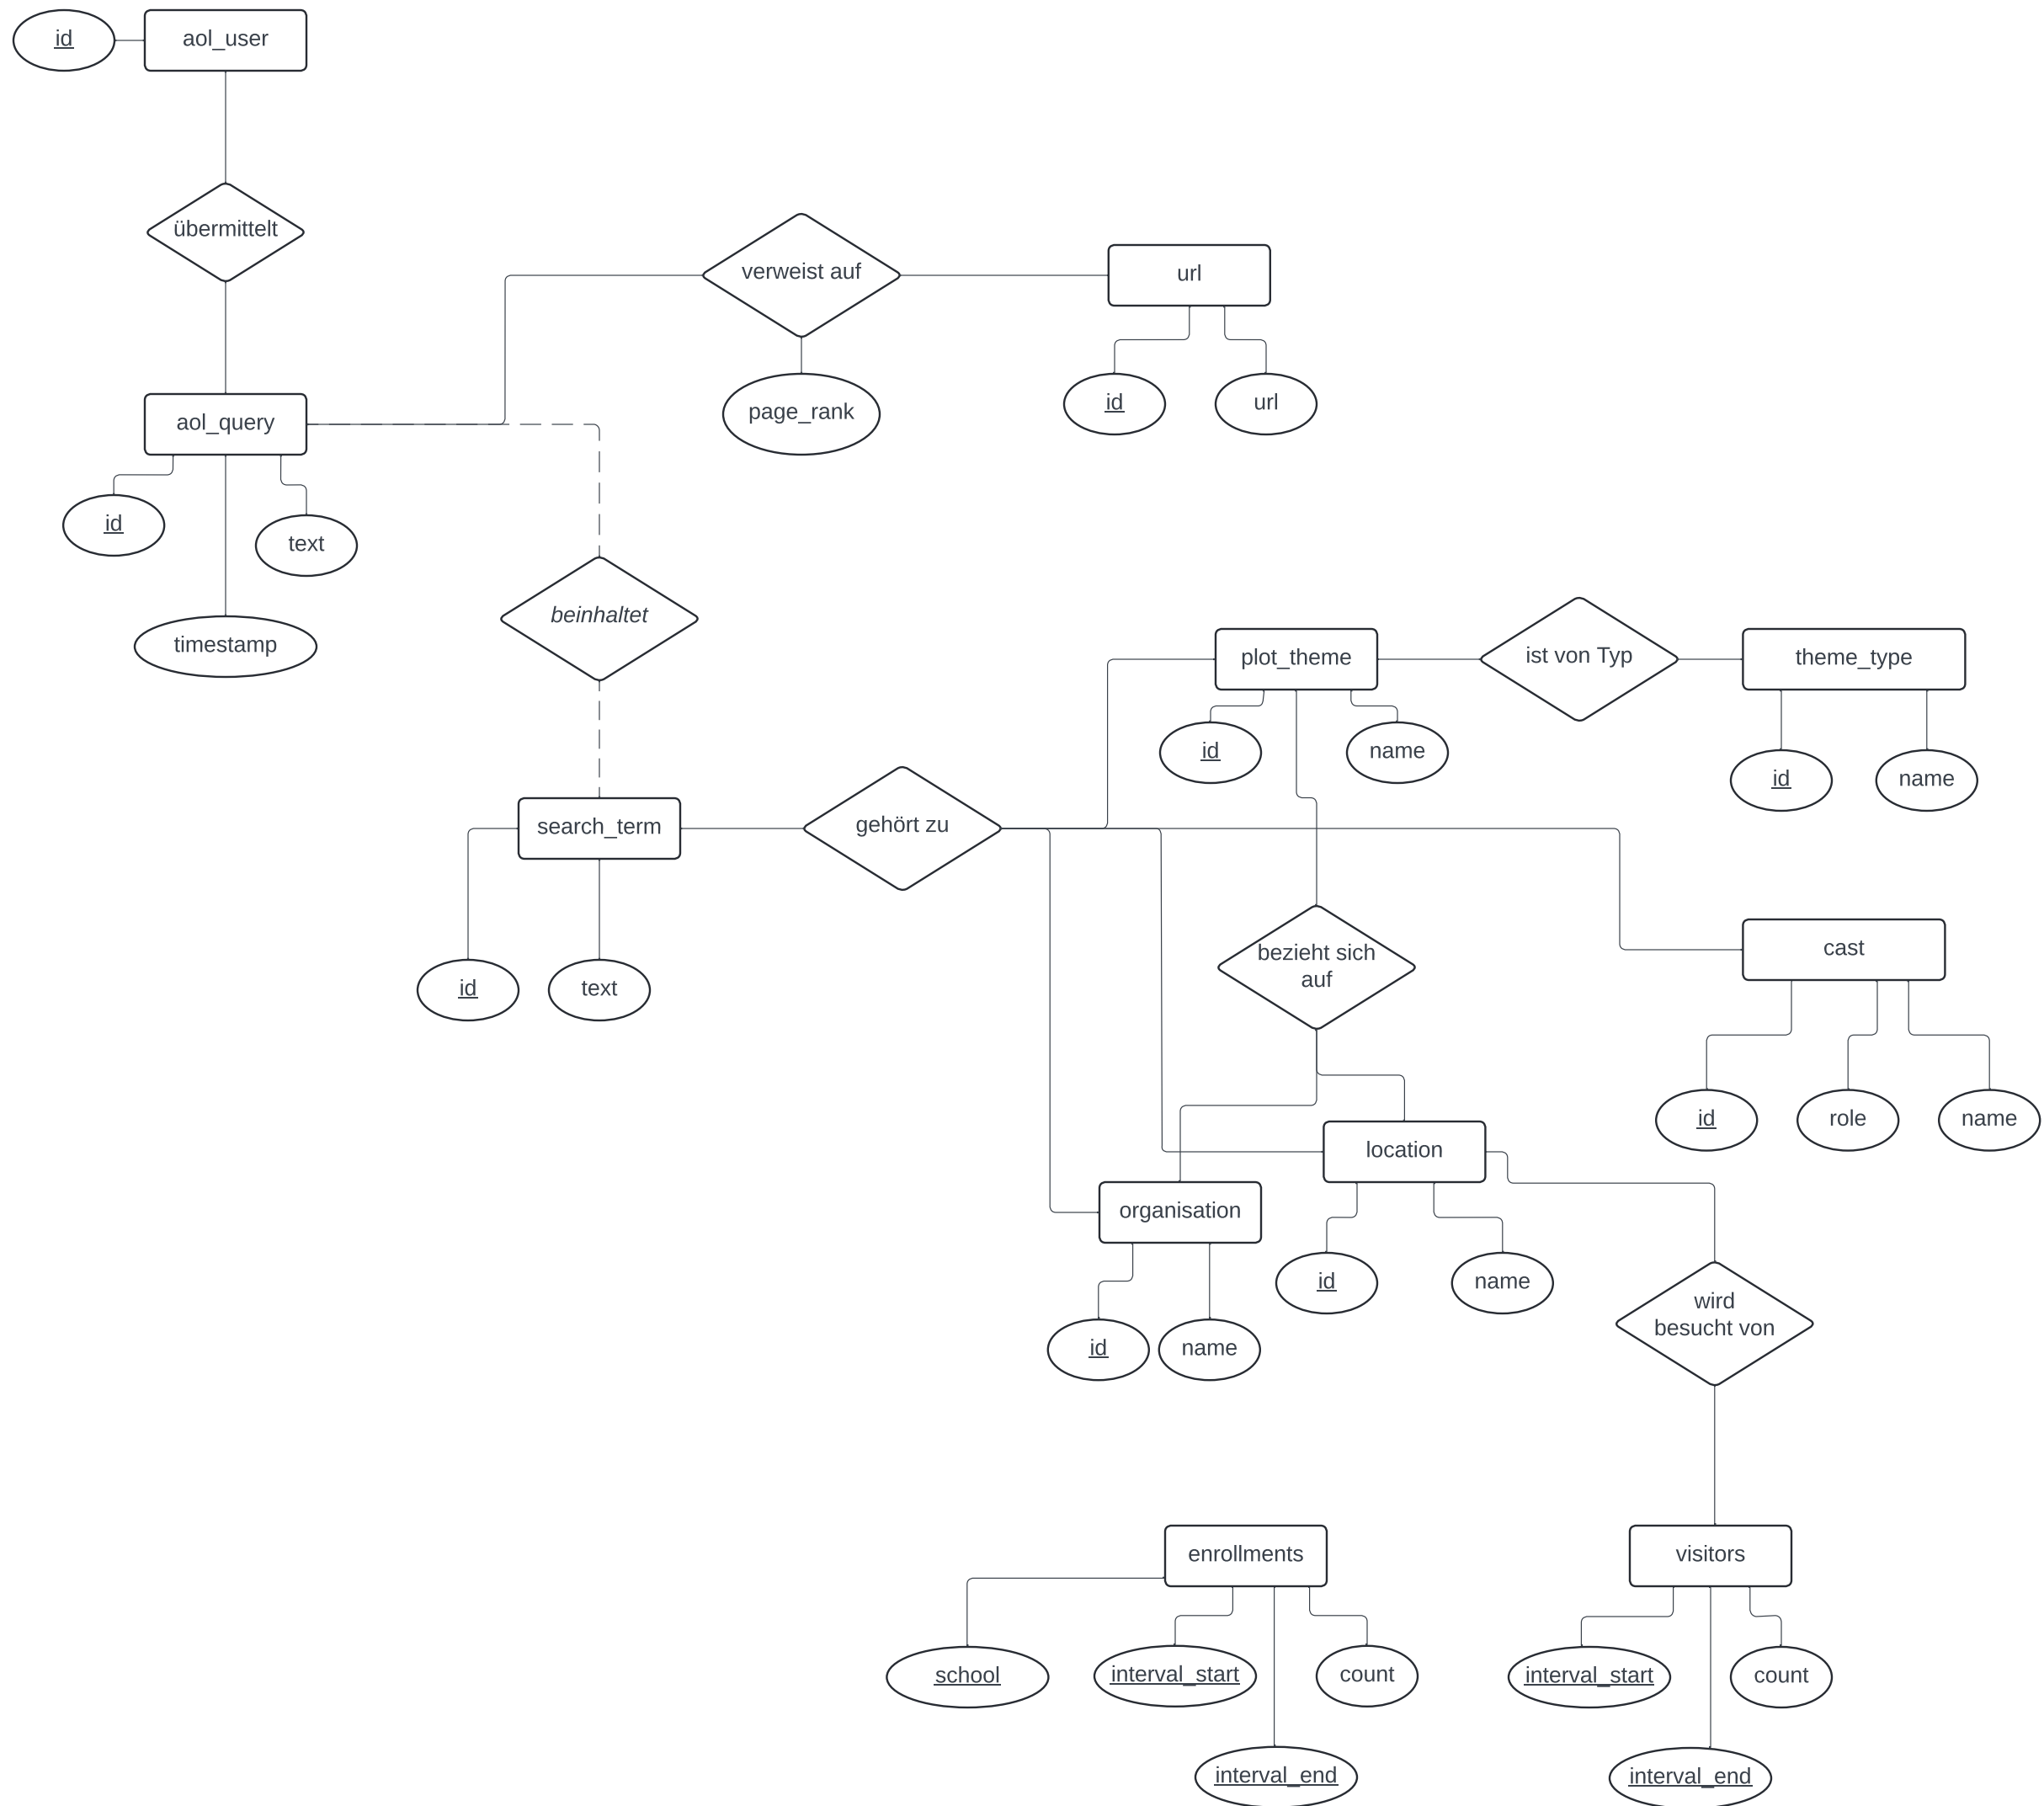 id
aol_user
übermittelt
verweist auf
url
page_rank
id
url
aol_query
id
text
timestamp
beinhaltet
plot_theme
ist von Typ
theme_type
id
name
id
name
search_term
gehört zu
id
text
bezieht sich
auf
cast
id
role
name
location
organisation
id
name
id
name
wird
besucht von
enrollments
visitors
school
interval_start
count
interval_start
count
interval_end
interval_end